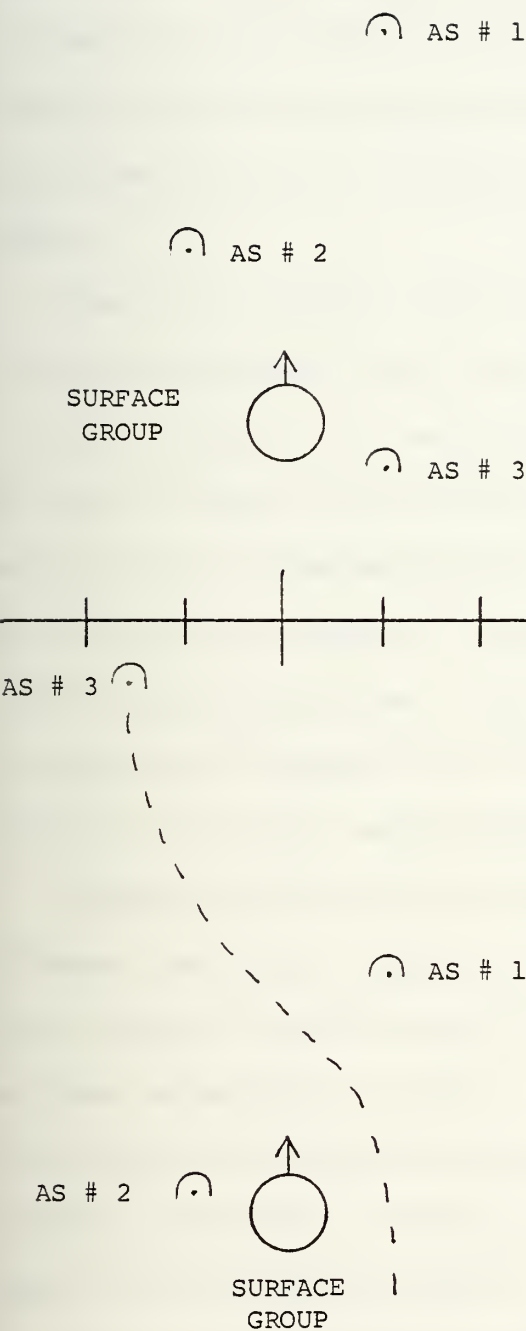 AS # 1
AS # 2
SURFACE
GROUP
AS # 3
AS # 3
AS # 1
AS # 2
SURFACE
GROUP